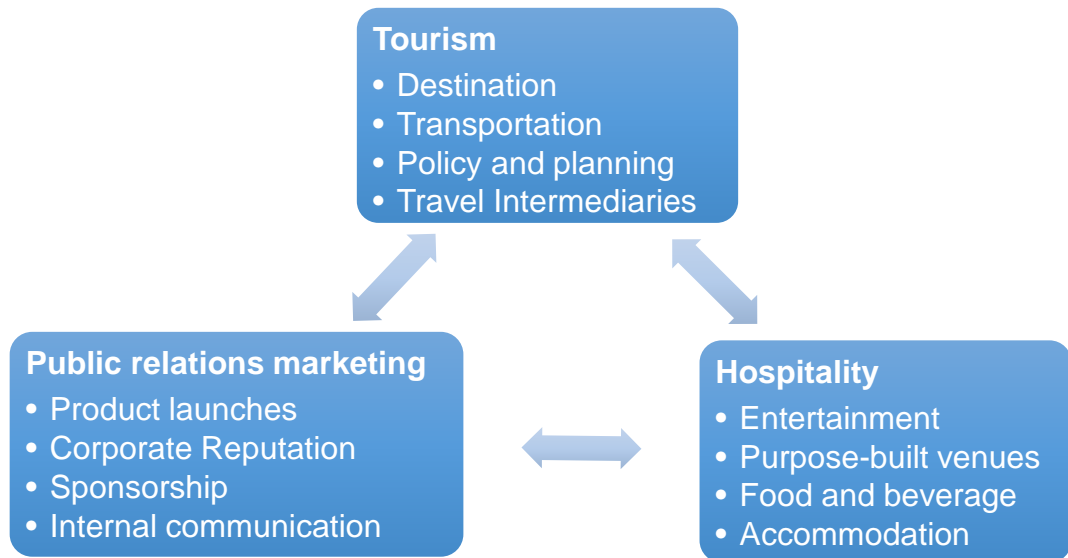 Tourism
• Destination
• Transportation
• Policy and planning
• Travel Intermediaries
Public relations marketing
• Product launches
• Corporate Reputation
• Sponsorship
• Internal communication
Hospitality
• Entertainment
• Purpose-built venues
• Food and beverage
• Accommodation